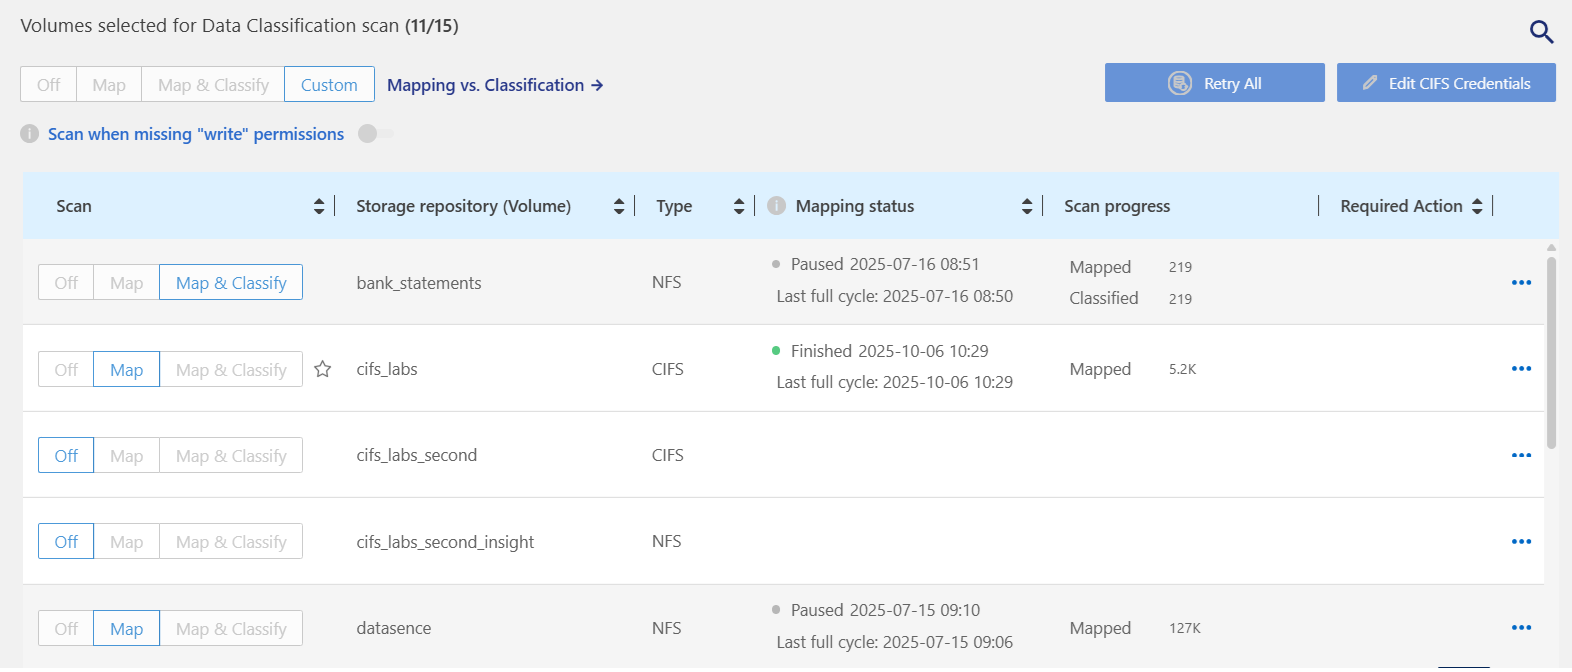 Volumes selected for Data Classification scan (11/15)
Off Map Map & Classify Custom Mapping vs. Classification → Retry All Edit CIFS Credentials
Scan when missing "write" permissions
Scan Storage repository (Volume) Type Mapping status Scan progress Required Action
Off Map Map & Classify bank_statements NFS Paused 2025-07-16 08:51 Mapped 219
Last full cycle: 2025-07-16 08:50 Classified 219
Off Map Map & Classify cifs_labs CIFS Finished 2025-10-06 10:29 Mapped 5.2K
Last full cycle: 2025-10-06 10:29
Off Map Map & Classify cifs_labs_second CIFS
Off Map Map & Classify cifs_labs_second_insight NFS
Off Map Map & Classify datasence NFS Paused 2025-07-15 09:10 Mapped 127K
Last full cycle: 2025-07-15 09:06